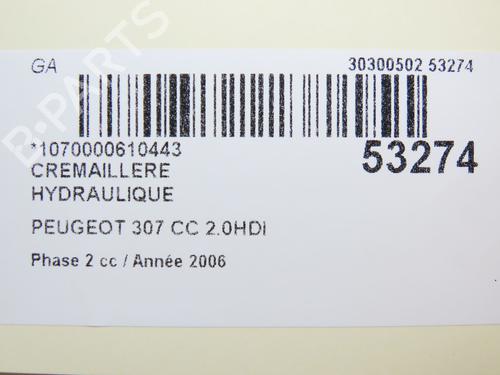 GA
30300502 53274
*1070000610443
53274
CREMAILLERE
HYDRAULIQUE
PEUGEOT 307 CC 2.0HDI
Phase 2 cc / Année 2006
B-PARTS